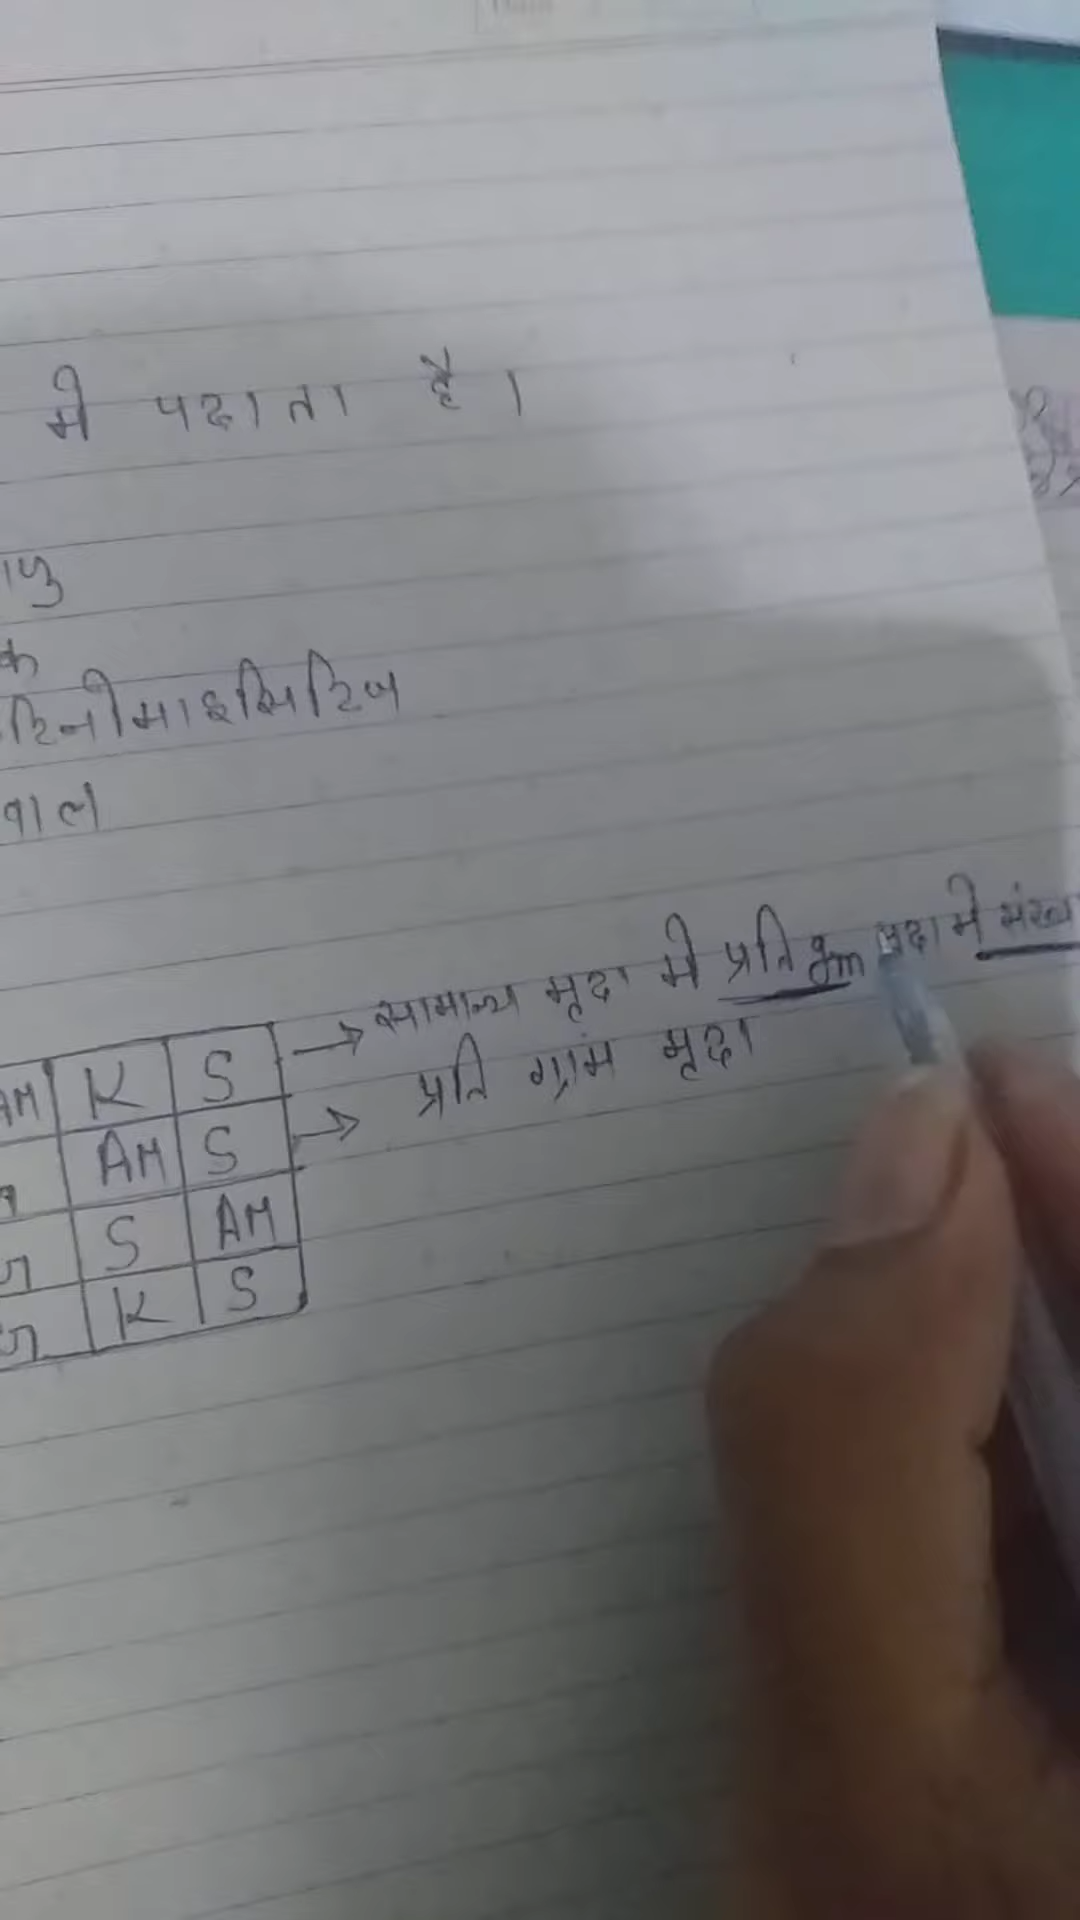 मे पढाता है।
क
टिनोमाइसिटिज
वाल
AM K S → सामान्य मृदा मे प्रति gm मृदा मे संख्या
AM S → प्रति ग्राम मृदा
S AM
K S